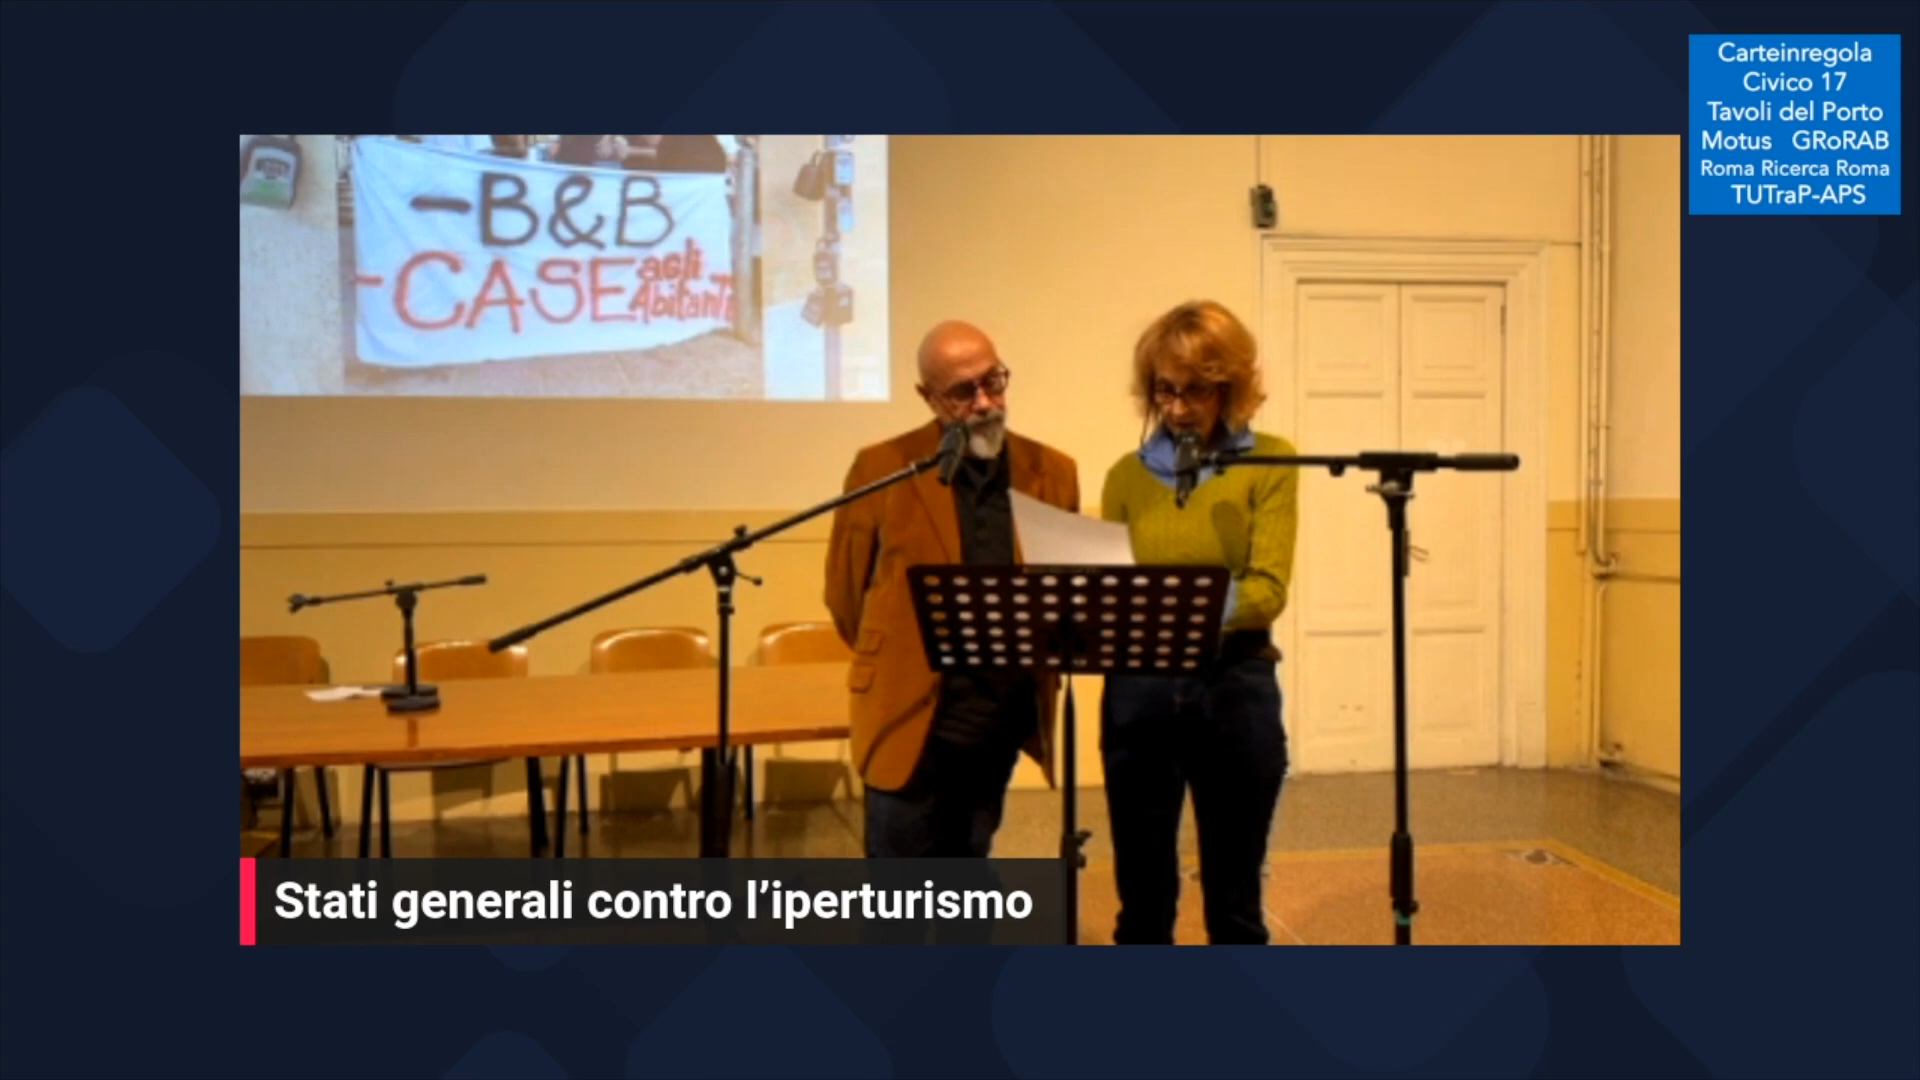 Carteinregola
Civico 17
Tavoli del Porto
Motus GRoRAB
Roma Ricerca Roma
TUTraP-APS
-B&B
-CASE agli
Abitanti
Stati generali contro l’iperturismo